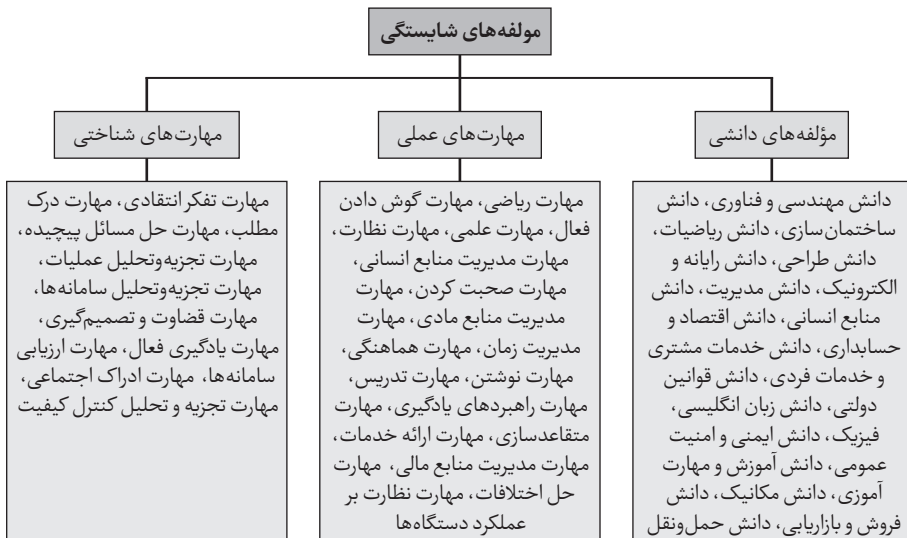 مولفه‌های شایستگی
مؤلفه‌های دانشی
دانش مهندسی و فناوری، دانش
ساختمان‌سازی، دانش ریاضیات،
دانش طراحی، دانش رایانه و
الکترونیک، دانش مدیریت، دانش
منابع انسانی، دانش اقتصاد و
حسابداری، دانش خدمات مشتری
و خدمات فردی، دانش قوانین
دولتی، دانش زبان انگلیسی،
فیزیک، دانش ایمنی و امنیت
عمومی، دانش آموزش و مهارت
آموزی، دانش مکانیک، دانش
فروش و بازاریابی، دانش حمل‌ونقل
مهارت‌های عملی
مهارت ریاضی، مهارت گوش دادن
فعال، مهارت علمی، مهارت نظارت،
مهارت مدیریت منابع انسانی،
مهارت صحبت کردن، مهارت
مدیریت منابع مادی، مهارت
مدیریت زمان، مهارت هماهنگی،
مهارت نوشتن، مهارت تدریس،
مهارت راهبردهای یادگیری، مهارت
متقاعدسازی، مهارت ارائه خدمات،
مهارت مدیریت منابع مالی، مهارت
حل اختلافات، مهارت نظارت بر
عملکرد دستگاه‌ها
مهارت‌های شناختی
مهارت تفکر انتقادی، مهارت درک
مطلب، مهارت حل مسائل پیچیده،
مهارت تجزیه‌وتحلیل عملیات،
مهارت تجزیه‌وتحلیل سامانه‌ها،
مهارت قضاوت و تصمیم‌گیری،
مهارت یادگیری فعال، مهارت ارزیابی
سامانه‌ها، مهارت ادراک اجتماعی،
مهارت تجزیه و تحلیل کنترل کیفیت